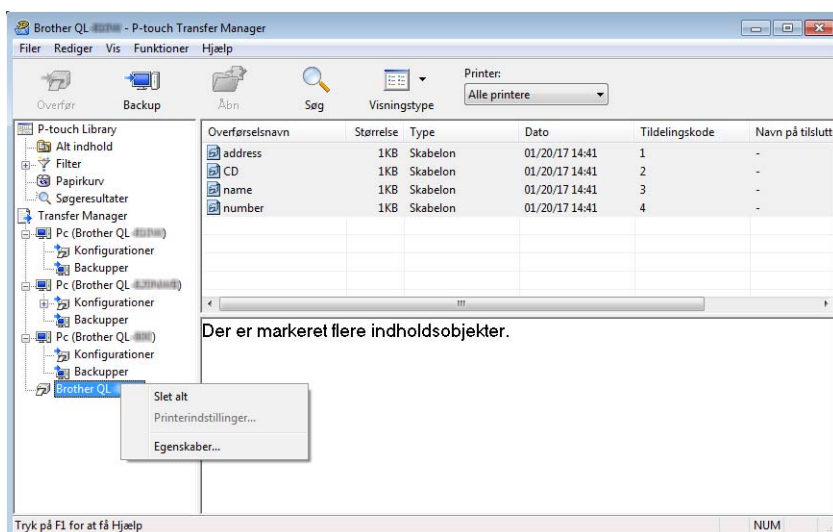 Brother QL - P-touch Transfer Manager
Filer Rediger Vis Funktioner Hjælp
Overfør Backup Åbn Søg Visningstype
Printer:
Alle printere
P-touch Library
Alt indhold
Filter
Papirkurv
Søgeresultater
Transfer Manager
Pc (Brother QL- )
Konfigurationer
Backupper
Pc (Brother QL- )
Konfigurationer
Backupper
Pc (Brother QL- )
Konfigurationer
Backupper
Brother QL
Overførselsnavn Størrelse Type Dato Tildelingskode Navn på tilslutt
address 1KB Skabelon 01/20/17 14:41 1 -
CD 1KB Skabelon 01/20/17 14:41 2 -
name 1KB Skabelon 01/20/17 14:41 3 -
number 1KB Skabelon 01/20/17 14:41 4 -
Der er markeret flere indholdsobjekter.
Slet alt
Printerindstillinger...
Egenskaber...
Tryk på F1 for at få Hjælp
NUM